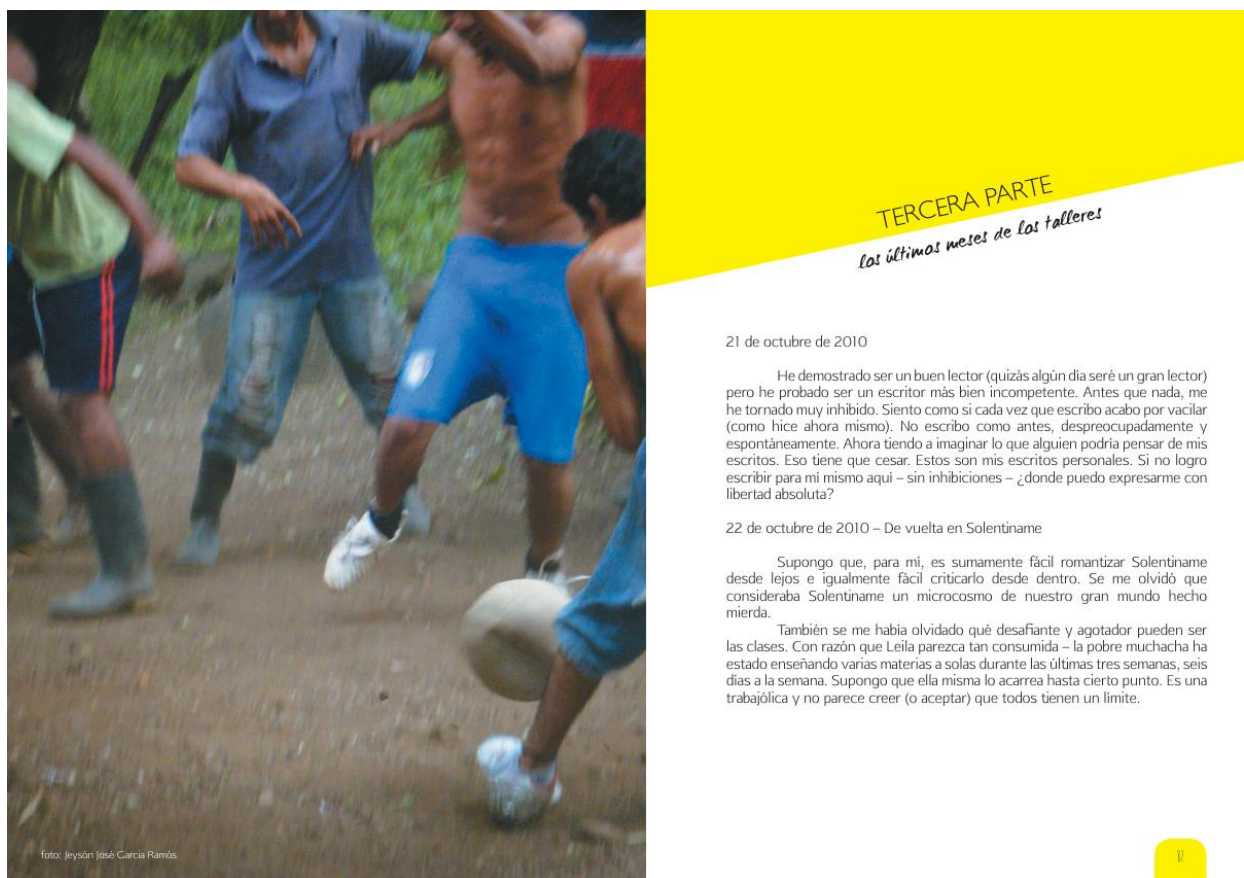 foto: Jeysón José García Ramòs
TERCERA PARTE
los últimos meses de los talleres
21 de octubre de 2010
He demostrado ser un buen lector (quizás algún día seré un gran lector)
pero he probado ser un escritor más bien incompetente. Antes que nada, me
he tornado muy inhibido. Siento como si cada vez que escribo acabo por vacilar
(como hice ahora mismo). No escribo como antes, despreocupadamente y
espontáneamente. Ahora tiendo a imaginar lo que alguien podría pensar de mis
escritos. Eso tiene que cesar. Estos son mis escritos personales. Si no logro
escribir para mí mismo aquí – sin inhibiciones – ¿donde puedo expresarme con
libertad absoluta?
22 de octubre de 2010 – De vuelta en Solentiname
Supongo que, para mí, es sumamente fácil romantizar Solentiname
desde lejos e igualmente fácil criticarlo desde dentro. Se me olvidó que
consideraba Solentiname un microcosmo de nuestro gran mundo hecho
mierda.
También se me había olvidado qué desafiante y agotador pueden ser
las clases. Con razón que Leila parezca tan consumida – la pobre muchacha ha
estado enseñando varias materias a solas durante las últimas tres semanas, seis
días a la semana. Supongo que ella misma lo acarrea hasta cierto punto. Es una
trabajólica y no parece creer (o aceptar) que todos tienen un límite.